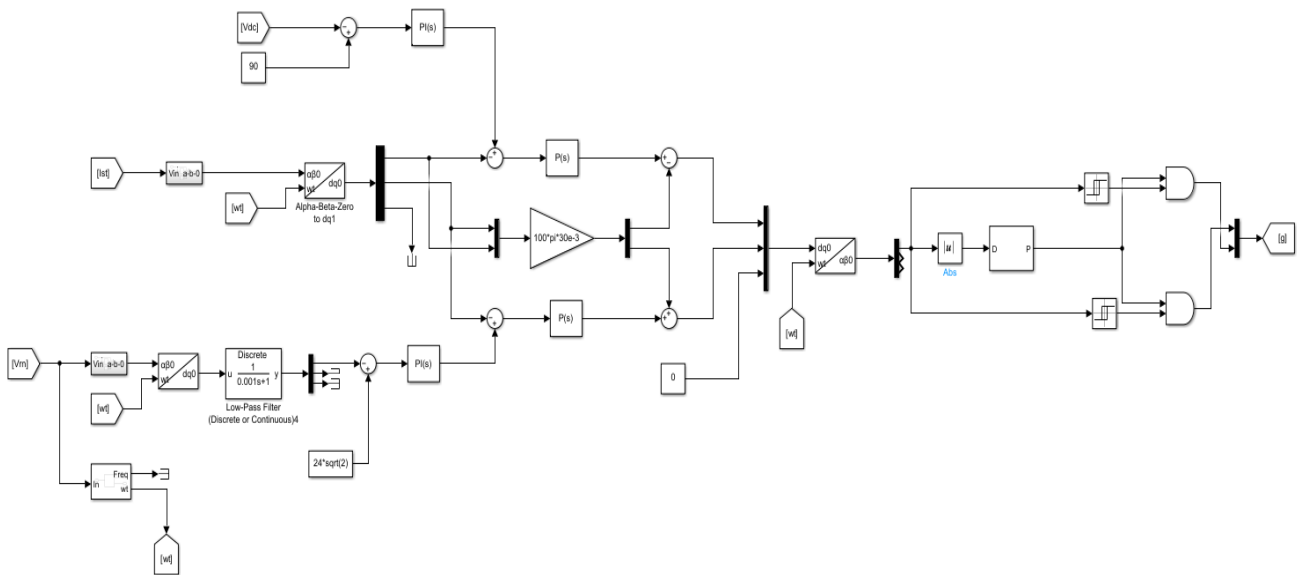 [Vdc]
PI(s)
90
[Ist]
Vin a-b-0
αβ0
wt
dq0
[wt]
Alpha-Beta-Zero
to dq1
P(s)
100*pi*30e-3
P(s)
dq0
wt
αβ0
[wt]
0
|u|
Abs
D
P
[g]
[Vm]
Vin a-b-0
αβ0
wt
dq0
[wt]
Discrete
1
u
y
0.001s+1
Low-Pass Filter
(Discrete or Continuous)4
PI(s)
24*sqrt(2)
In
Freq
wt
[wt]